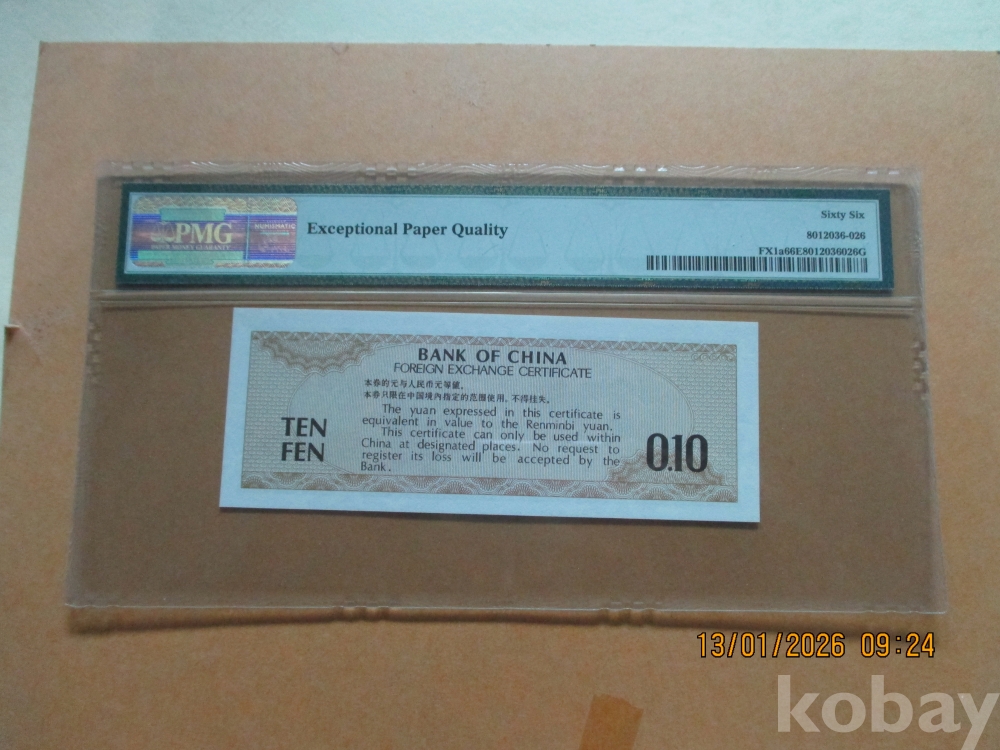 PMG
PAPER MONEY GUARANTY
NUMISMATIC
Exceptional Paper Quality
Sixty Six
8012036-026
FX1a66E8012036026G
BANK OF CHINA
FOREIGN EXCHANGE CERTIFICATE
本券的元与人民币元等值。
本券只限在中国境内指定的范围使用，不得挂失。
TEN
FEN
The yuan expressed in this certificate is
equivalent in value to the Renminbi yuan.
This certificate can only be used within
China at designated places. No request to
register its loss will be accepted by the
Bank.
0.10
13/01/2026 09:24
kobay